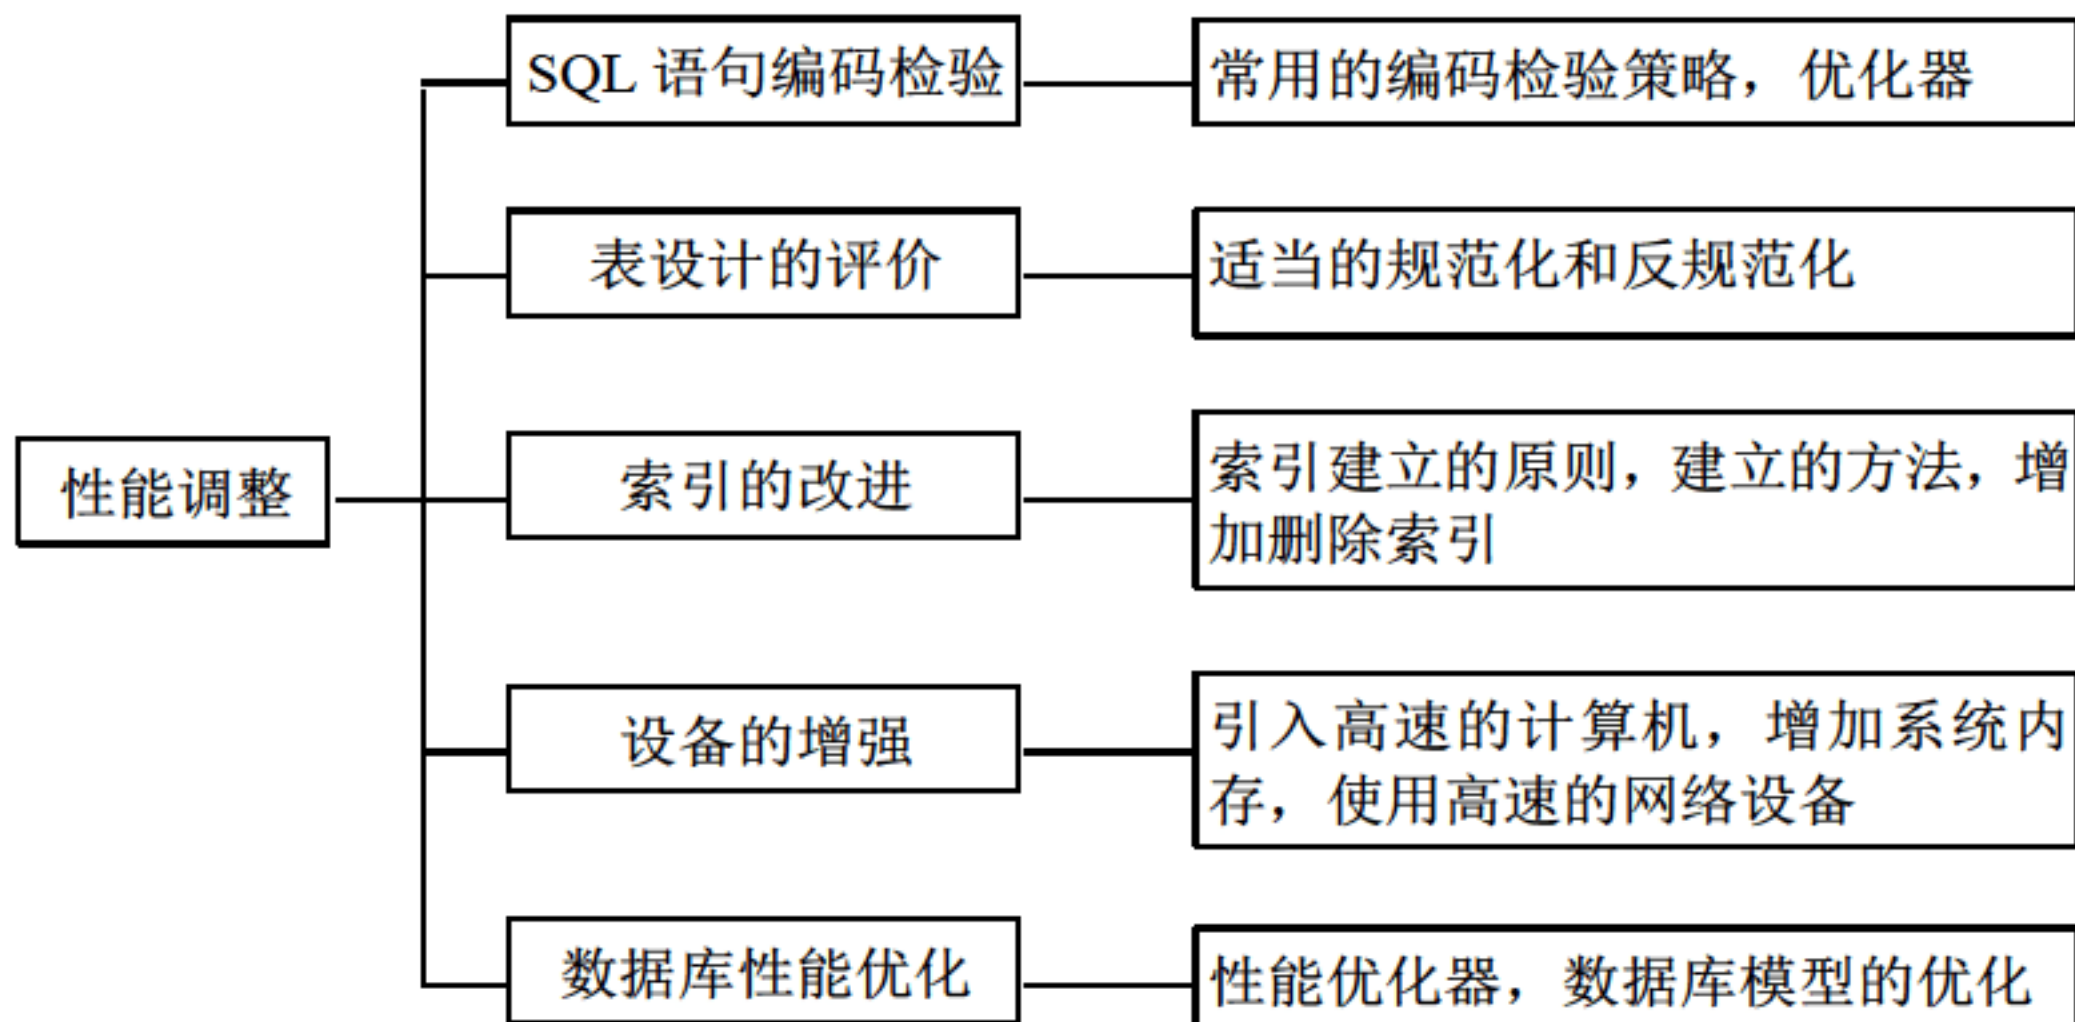 SQL 语句编码检验
常用的编码检验策略，优化器
表设计的评价
适当的规范化和反规范化
性能调整
索引的改进
索引建立的原则，建立的方法，增
加删除索引
设备的增强
引入高速的计算机，增加系统内
存，使用高速的网络设备
数据库性能优化
性能优化器，数据库模型的优化